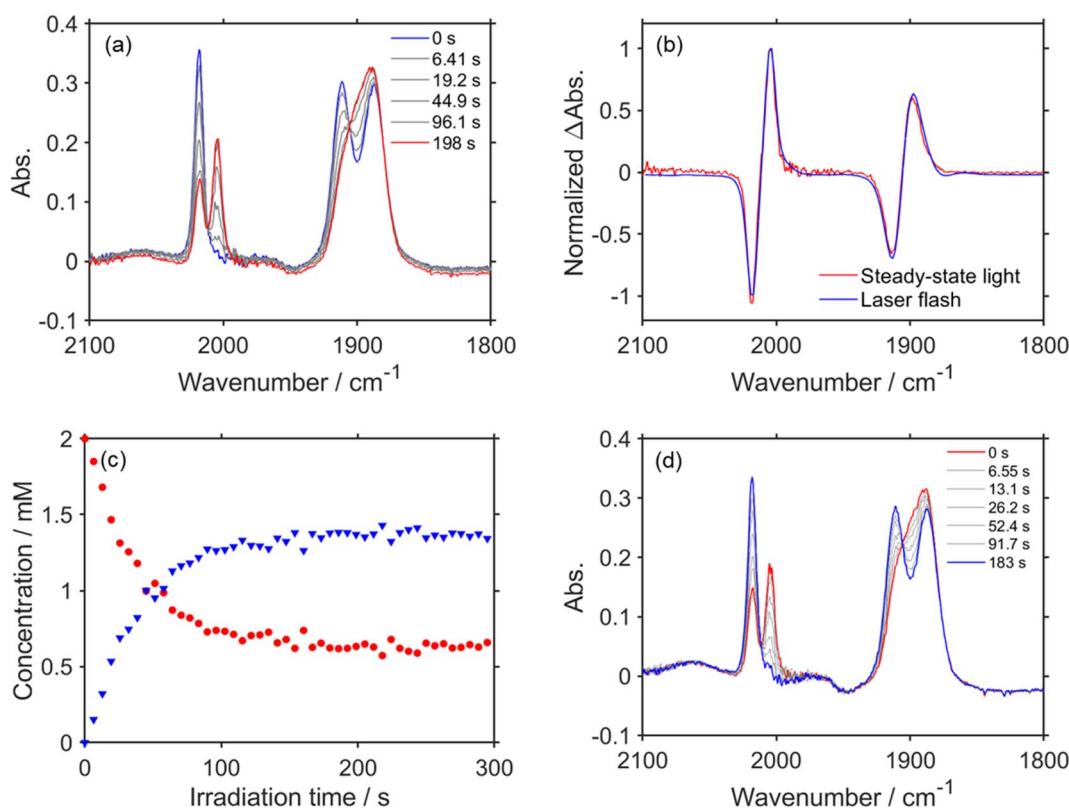 (a)
0 s
6.41 s
19.2 s
44.9 s
96.1 s
198 s
0.4
0.3
0.2
0.1
0
-0.1
Abs.
2100 2000 1900 1800
Wavenumber / cm⁻¹
(b)
1
0.5
0
-0.5
-1
Normalized ΔAbs.
Steady-state light
Laser flash
2100 2000 1900 1800
Wavenumber / cm⁻¹
(c)
2
1.5
1
0.5
0
Concentration / mM
0 100 200 300
Irradiation time / s
(d)
0 s
6.55 s
13.1 s
26.2 s
52.4 s
91.7 s
183 s
0.4
0.3
0.2
0.1
0
-0.1
Abs.
2100 2000 1900 1800
Wavenumber / cm⁻¹